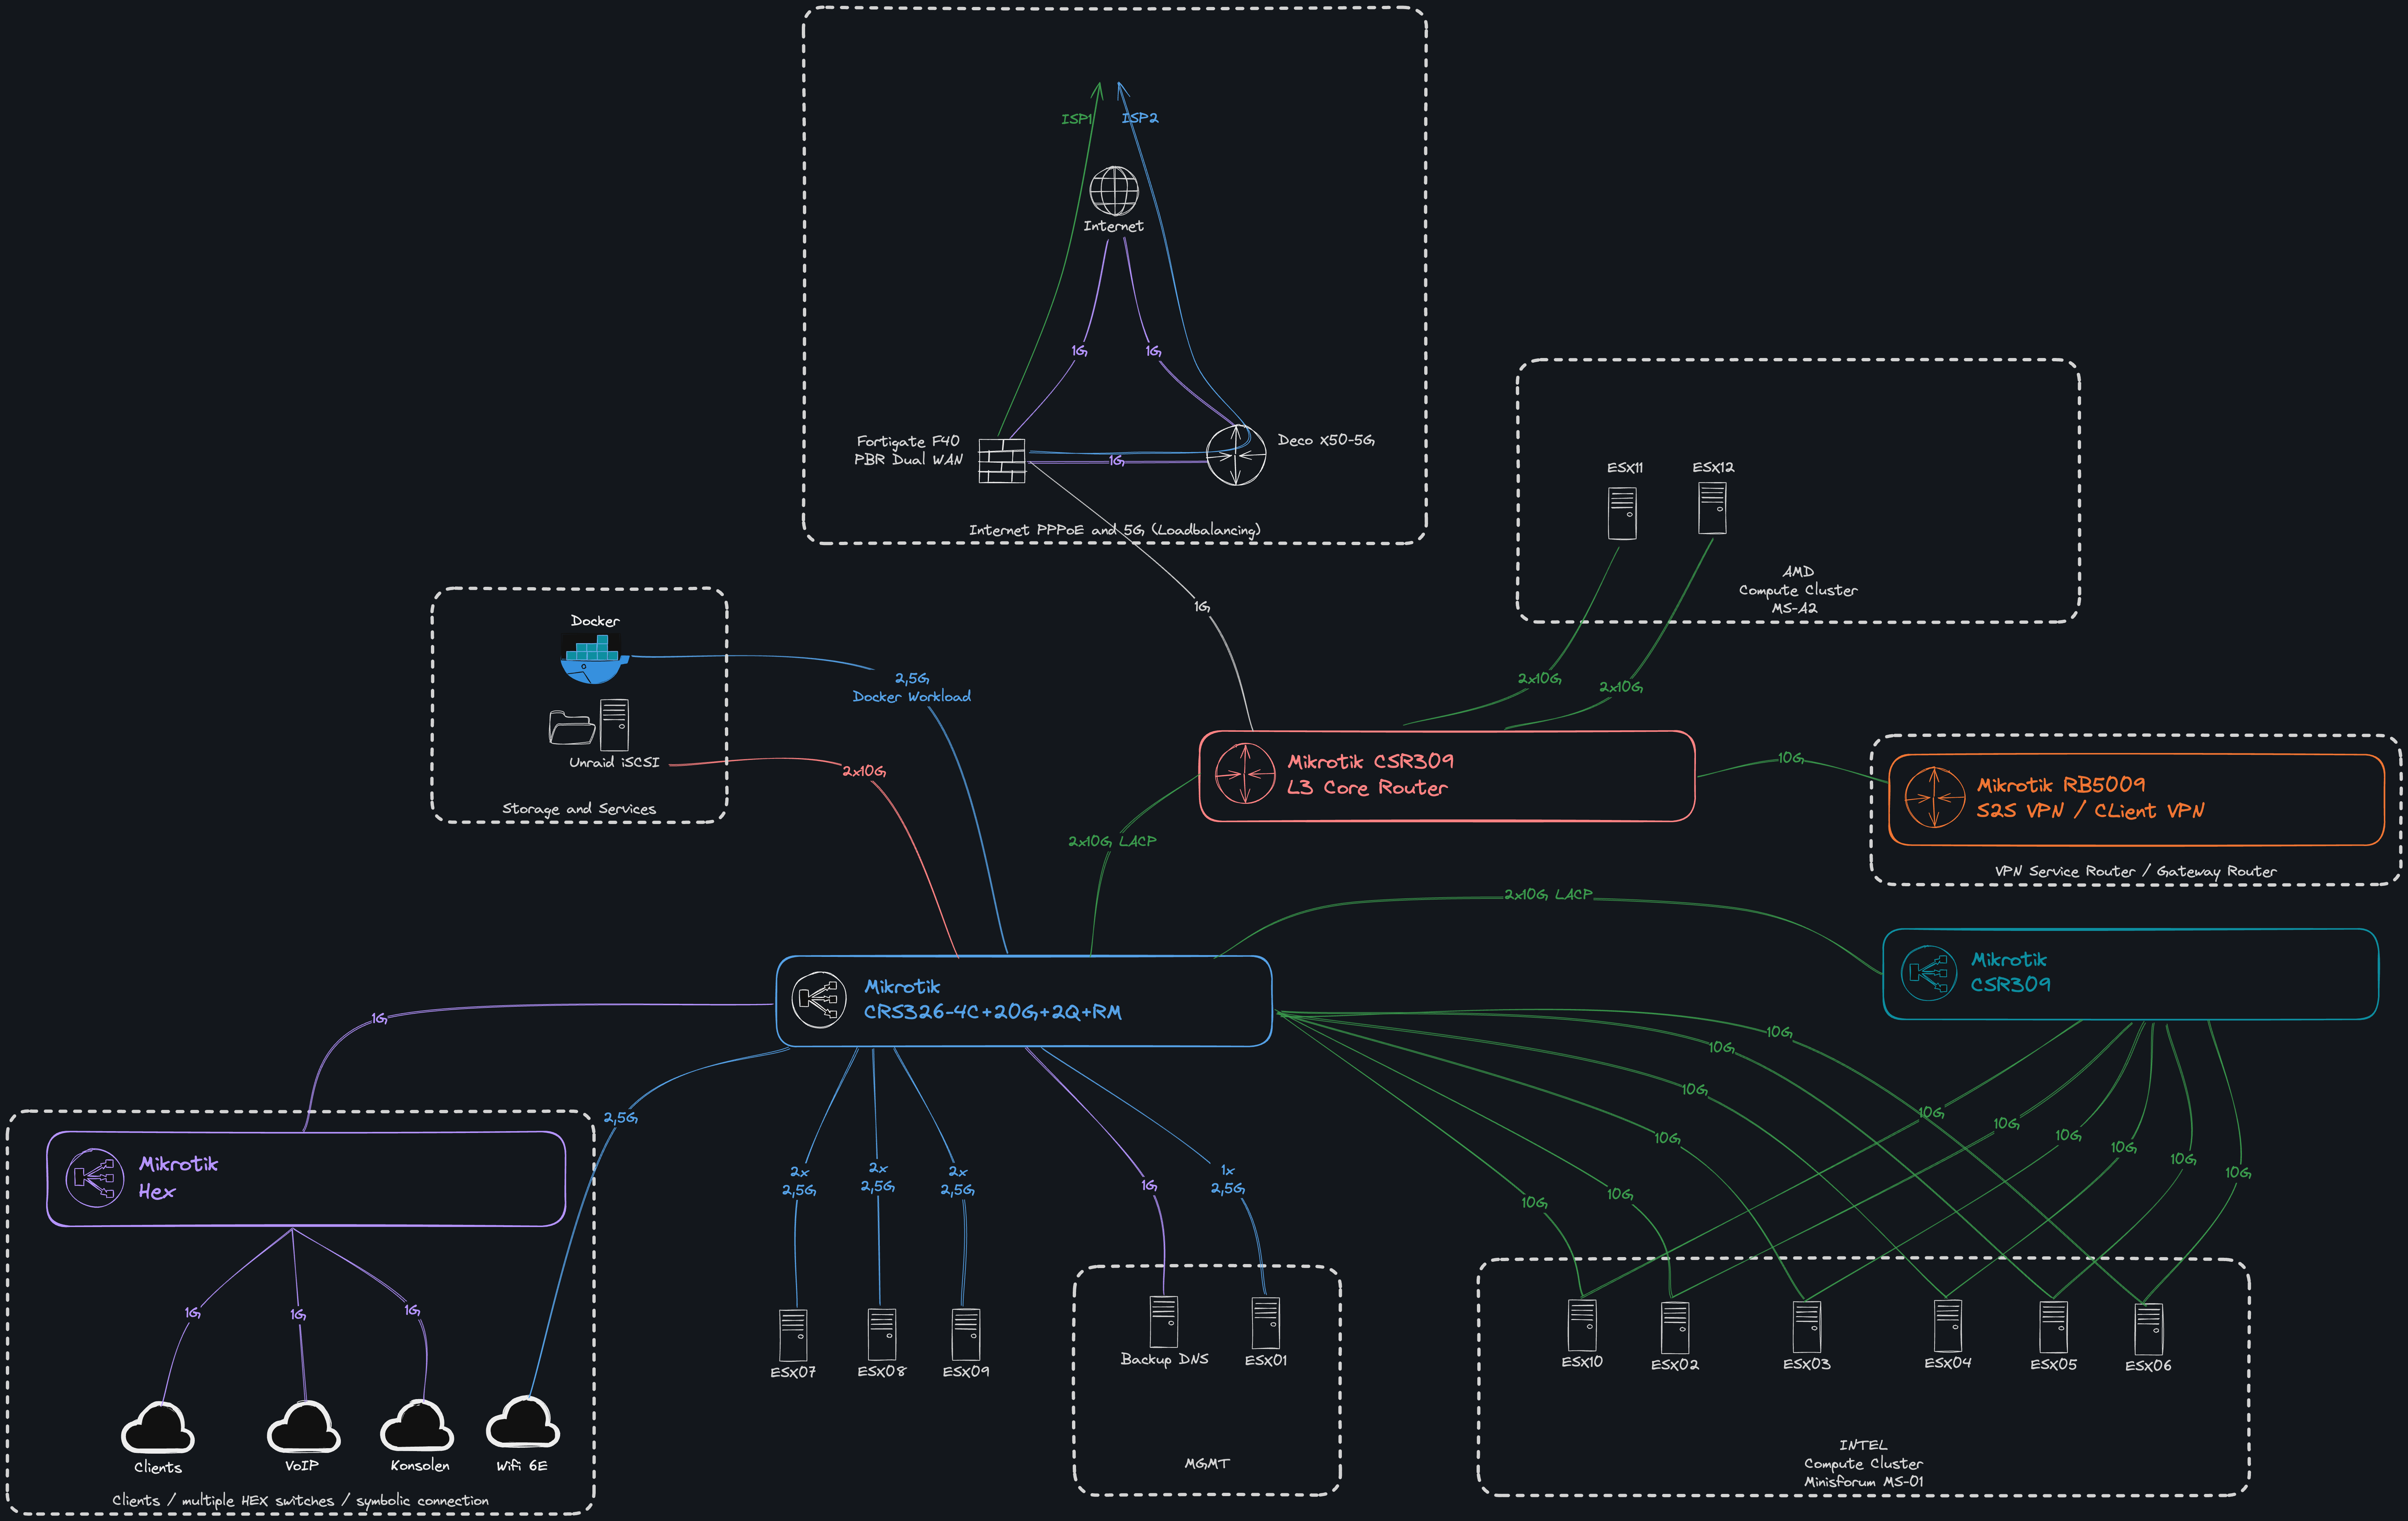 ISP1
ISP2
Internet
1G
1G
Fortigate F40
PBR Dual WAN
1G
Deco X50-5G
Internet PPPoE and 5G (Loadbalancing)
ESX11
ESX12
AMD
Compute Cluster
MS-A2
1G
2x10G
2x10G
Docker
2,5G
Docker Workload
Unraid iSCSI
2x10G
Storage and Services
Mikrotik CSR309
L3 Core Router
10G
Mikrotik RB5009
S2S VPN / CLient VPN
VPN Service Router / Gateway Router
2x10G LACP
2x10G LACP
Mikrotik
CSR309
Mikrotik
CRS326-4C+20G+2Q+RM
1G
2,5G
Mikrotik
Hex
1G
1G
1G
Clients
VoIP
Konsolen
Wifi 6E
Clients / multiple HEX switches / symbolic connection
2x
2,5G
2x
2,5G
2x
2,5G
ESX07
ESX08
ESX09
1G
1x
2,5G
Backup DNS
ESX01
MGMT
10G
10G
10G
10G
10G
10G
10G
10G
10G
10G
10G
10G
ESX10
ESX02
ESX03
ESX04
ESX05
ESX06
INTEL
Compute Cluster
Minisforum MS-01